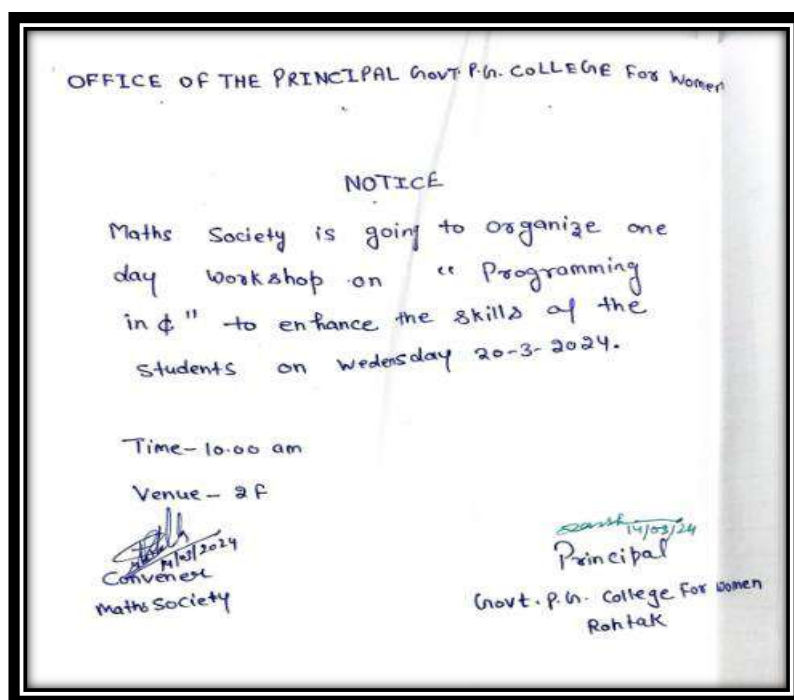 OFFICE OF THE PRINCIPAL GOVT P.G. COLLEGE For Women
NOTICE
Maths Society is going to organize one
day workshop on " Programming
in ¢" to enhance the skills of the
students on wedensday 20-3-2024.
Time- 10.00 am
Venue - 2F
14/03/2024
Convener
Maths Society
14/03/24
Principal
Govt. P.G. College For Women
Rohtak